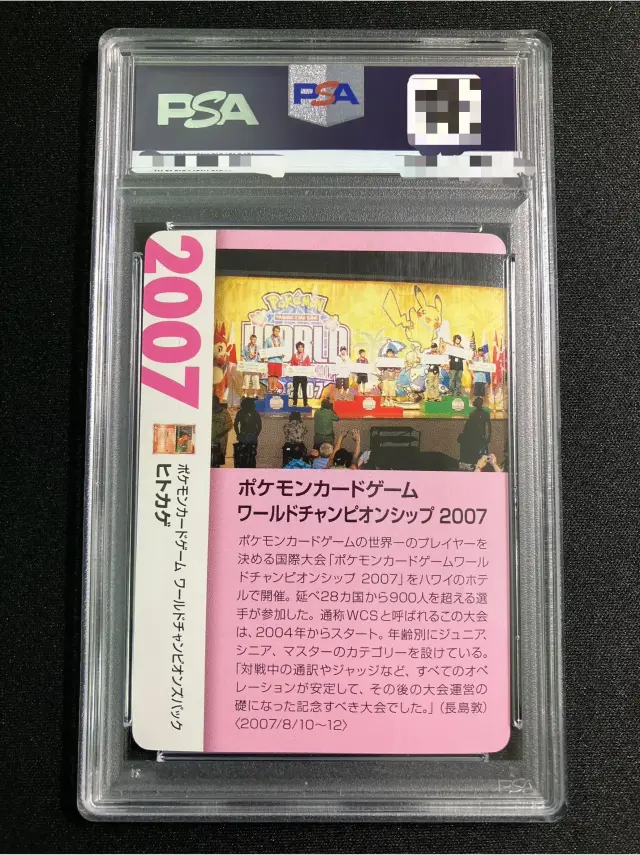 PSA
PSA
2007
ポケモンカードゲーム ワールドチャンピオンズパック
ヒトカゲ
Pokémon
TRADING CARD GAME
WORLD
2007
ポケモンカードゲーム
ワールドチャンピオンシップ 2007
ポケモンカードゲームの世界一のプレイヤーを
決める国際大会「ポケモンカードゲームワール
ドチャンピオンシップ 2007」をハワイのホテ
ルで開催。延べ28カ国から900人を超える選
手が参加した。通称WCSと呼ばれるこの大会
は、2004年からスタート。年齢別にジュニア、
シニア、マスターのカテゴリーを設けている。
「対戦中の通訳やジャッジなど、すべてのオペ
レーションが安定して、その後の大会運営の
礎になった記念すべき大会でした。」(長島敦)
〈2007/8/10〜12〉
PSA